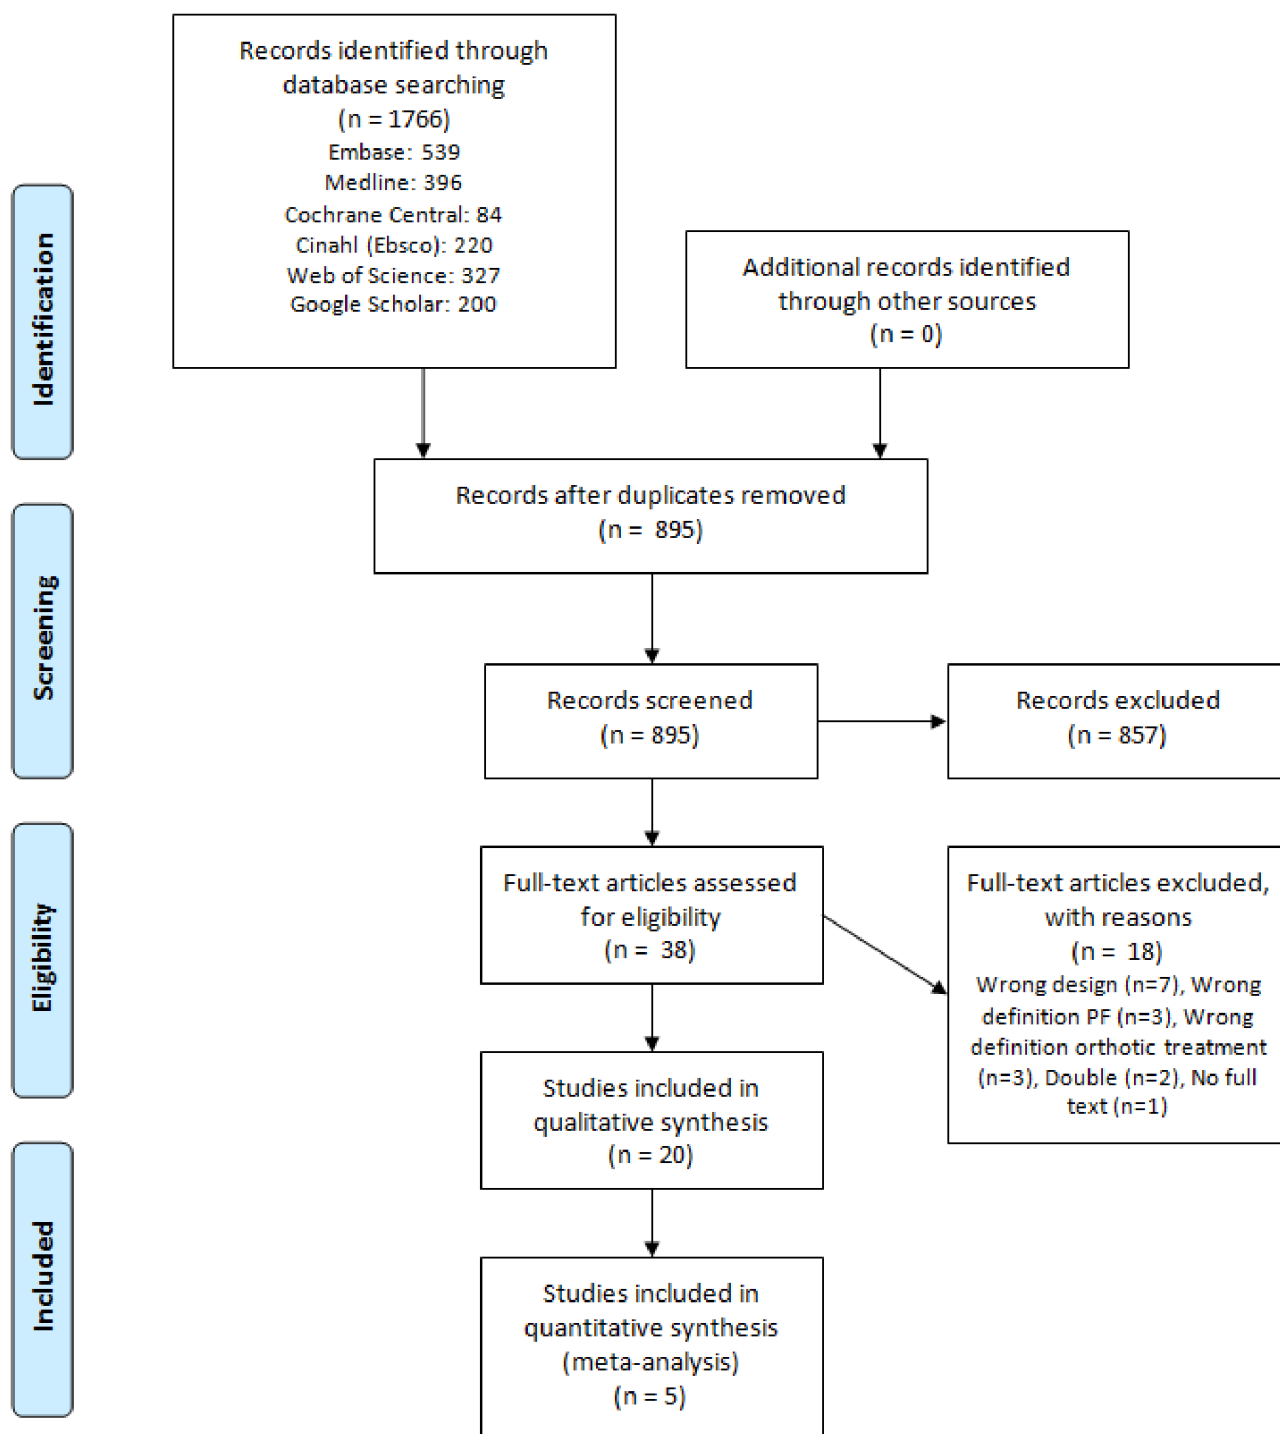 Records identified through
database searching
(n = 1766)
Embase: 539
Medline: 396
Cochrane Central: 84
Cinahl (Ebsco): 220
Web of Science: 327
Google Scholar: 200
Additional records identified
through other sources
(n = 0)
Identification
Records after duplicates removed
(n = 895)
Screening
Records screened
(n = 895)
Records excluded
(n = 857)
Eligibility
Full-text articles assessed
for eligibility
(n = 38)
Full-text articles excluded,
with reasons
(n = 18)
Wrong design (n=7), Wrong
definition PF (n=3), Wrong
definition orthotic treatment
(n=3), Double (n=2), No full
text (n=1)
Studies included in
qualitative synthesis
(n = 20)
Included
Studies included in
quantitative synthesis
(meta-analysis)
(n = 5)